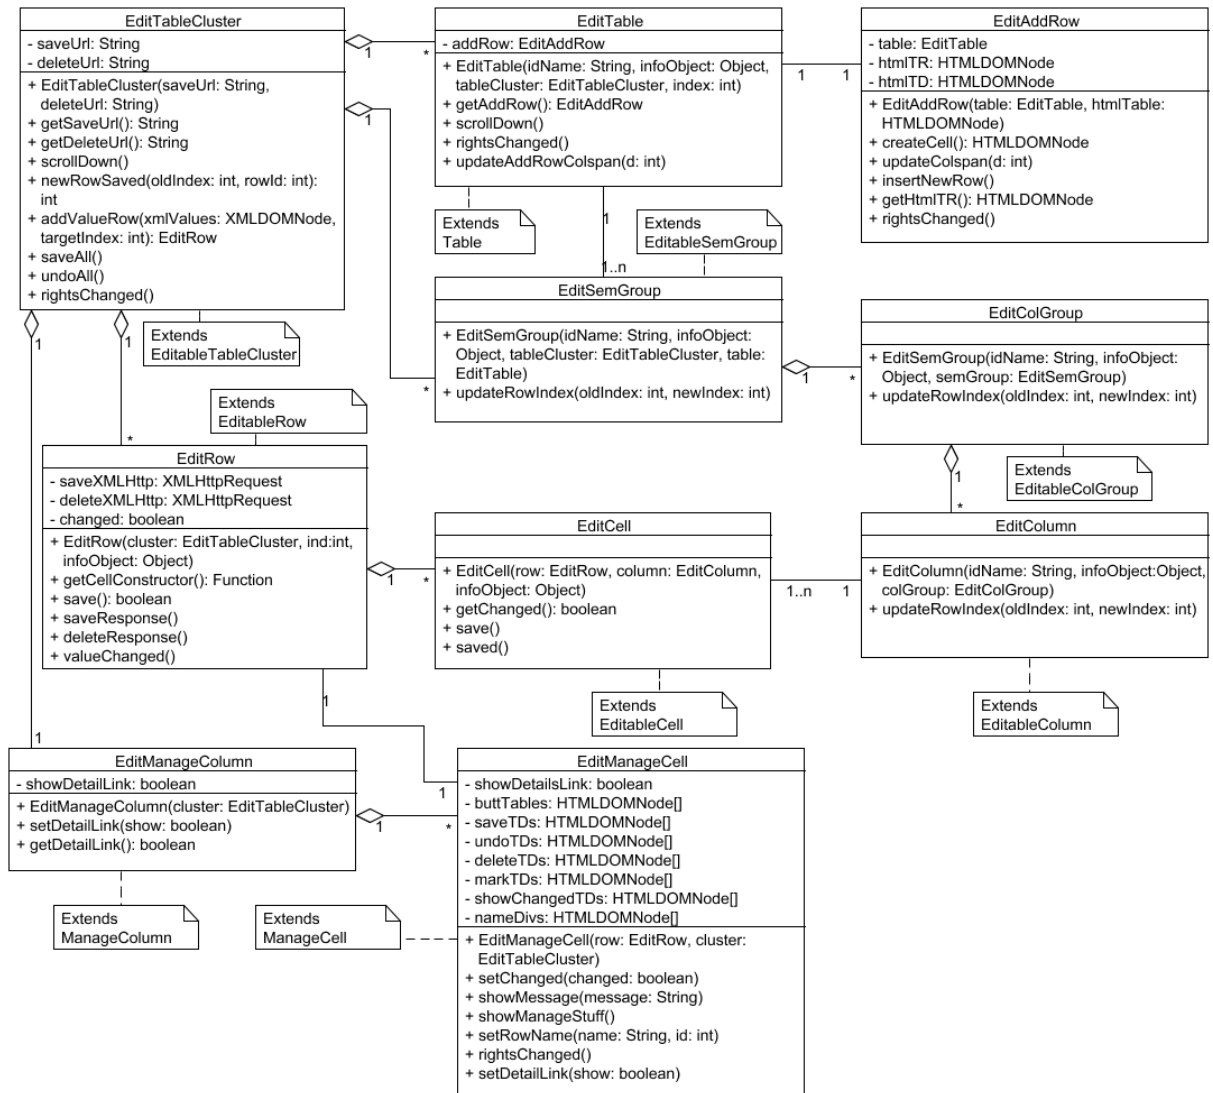 EditTableCluster
- saveUrl: String
- deleteUrl: String
+ EditTableCluster(saveUrl: String,
deleteUrl: String)
+ getSaveUrl(): String
+ getDeleteUrl(): String
+ scrollDown()
+ newRowSaved(oldIndex: int, rowId: int):
int
+ addValueRow(xmlValues: XMLDOMNode,
targetIndex: int): EditRow
+ saveAll()
+ undoAll()
+ rightsChanged()
1
*
1
*
1
1
1
*
Extends
EditableTableCluster
EditTable
- addRow: EditAddRow
+ EditTable(idName: String, infoObject: Object,
tableCluster: EditTableCluster, index: int)
+ getAddRow(): EditAddRow
+ scrollDown()
+ rightsChanged()
+ updateAddRowColspan(d: int)
1
1
Extends
Table
1
1..n
Extends
EditableSemGroup
EditAddRow
- table: EditTable
- htmlTR: HTMLDOMNode
- htmlTD: HTMLDOMNode
+ EditAddRow(table: EditTable, htmlTable:
HTMLDOMNode)
+ createCell(): HTMLDOMNode
+ updateColspan(d: int)
+ insertNewRow()
+ getHtmlTR(): HTMLDOMNode
+ rightsChanged()
EditSemGroup
+ EditSemGroup(idName: String, infoObject:
Object, tableCluster: EditTableCluster, table:
EditTable)
+ updateRowIndex(oldIndex: int, newIndex: int)
1
*
EditColGroup
+ EditSemGroup(idName: String, infoObject:
Object, semGroup: EditSemGroup)
+ updateRowIndex(oldIndex: int, newIndex: int)
1
*
Extends
EditableColGroup
Extends
EditableRow
EditRow
- saveXMLHttp: XMLHttpRequest
- deleteXMLHttp: XMLHttpRequest
- changed: boolean
+ EditRow(cluster: EditTableCluster, ind:int,
infoObject: Object)
+ getCellConstructor(): Function
+ save(): boolean
+ saveResponse()
+ deleteResponse()
+ valueChanged()
1
*
1
1
EditCell
+ EditCell(row: EditRow, column: EditColumn,
infoObject: Object)
+ getChanged(): boolean
+ save()
+ saved()
1..n
1
Extends
EditableCell
EditColumn
+ EditColumn(idName: String, infoObject:Object,
colGroup: EditColGroup)
+ updateRowIndex(oldIndex: int, newIndex: int)
Extends
EditableColumn
EditManageColumn
- showDetailLink: boolean
+ EditManageColumn(cluster: EditTableCluster)
+ setDetailLink(show: boolean)
+ getDetailLink(): boolean
1
*
Extends
ManageColumn
Extends
ManageCell
EditManageCell
- showDetailsLink: boolean
- buttTables: HTMLDOMNode[]
- saveTDs: HTMLDOMNode[]
- undoTDs: HTMLDOMNode[]
- deleteTDs: HTMLDOMNode[]
- markTDs: HTMLDOMNode[]
- showChangedTDs: HTMLDOMNode[]
- nameDivs: HTMLDOMNode[]
+ EditManageCell(row: EditRow, cluster:
EditTableCluster)
+ setChanged(changed: boolean)
+ showMessage(message: String)
+ showManageStuff()
+ setRowName(name: String, id: int)
+ rightsChanged()
+ setDetailLink(show: boolean)